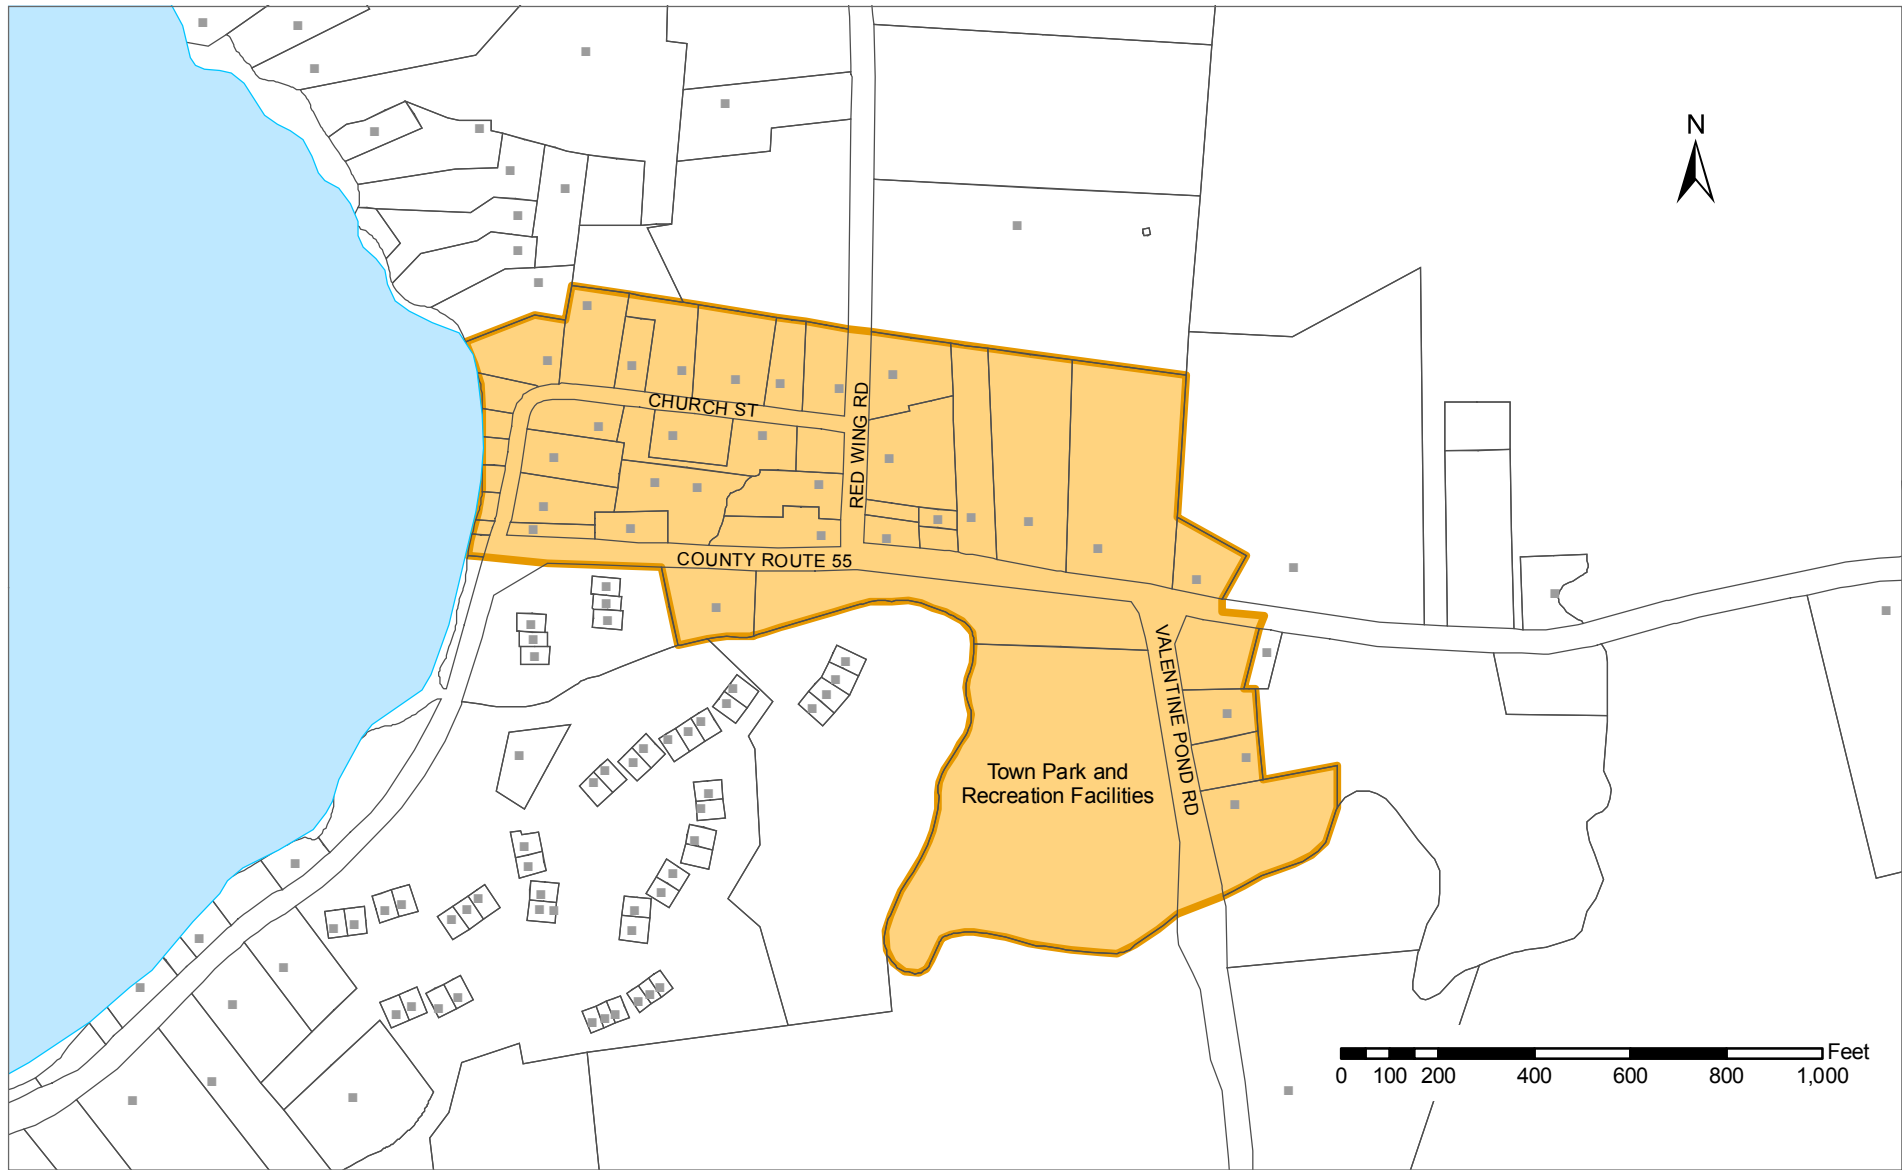 N
CHURCH ST
RED WING RD
COUNTY ROUTE 55
VALENTINE POND RD
Town Park and
Recreation Facilities
Feet
0 100 200 400 600 800 1,000